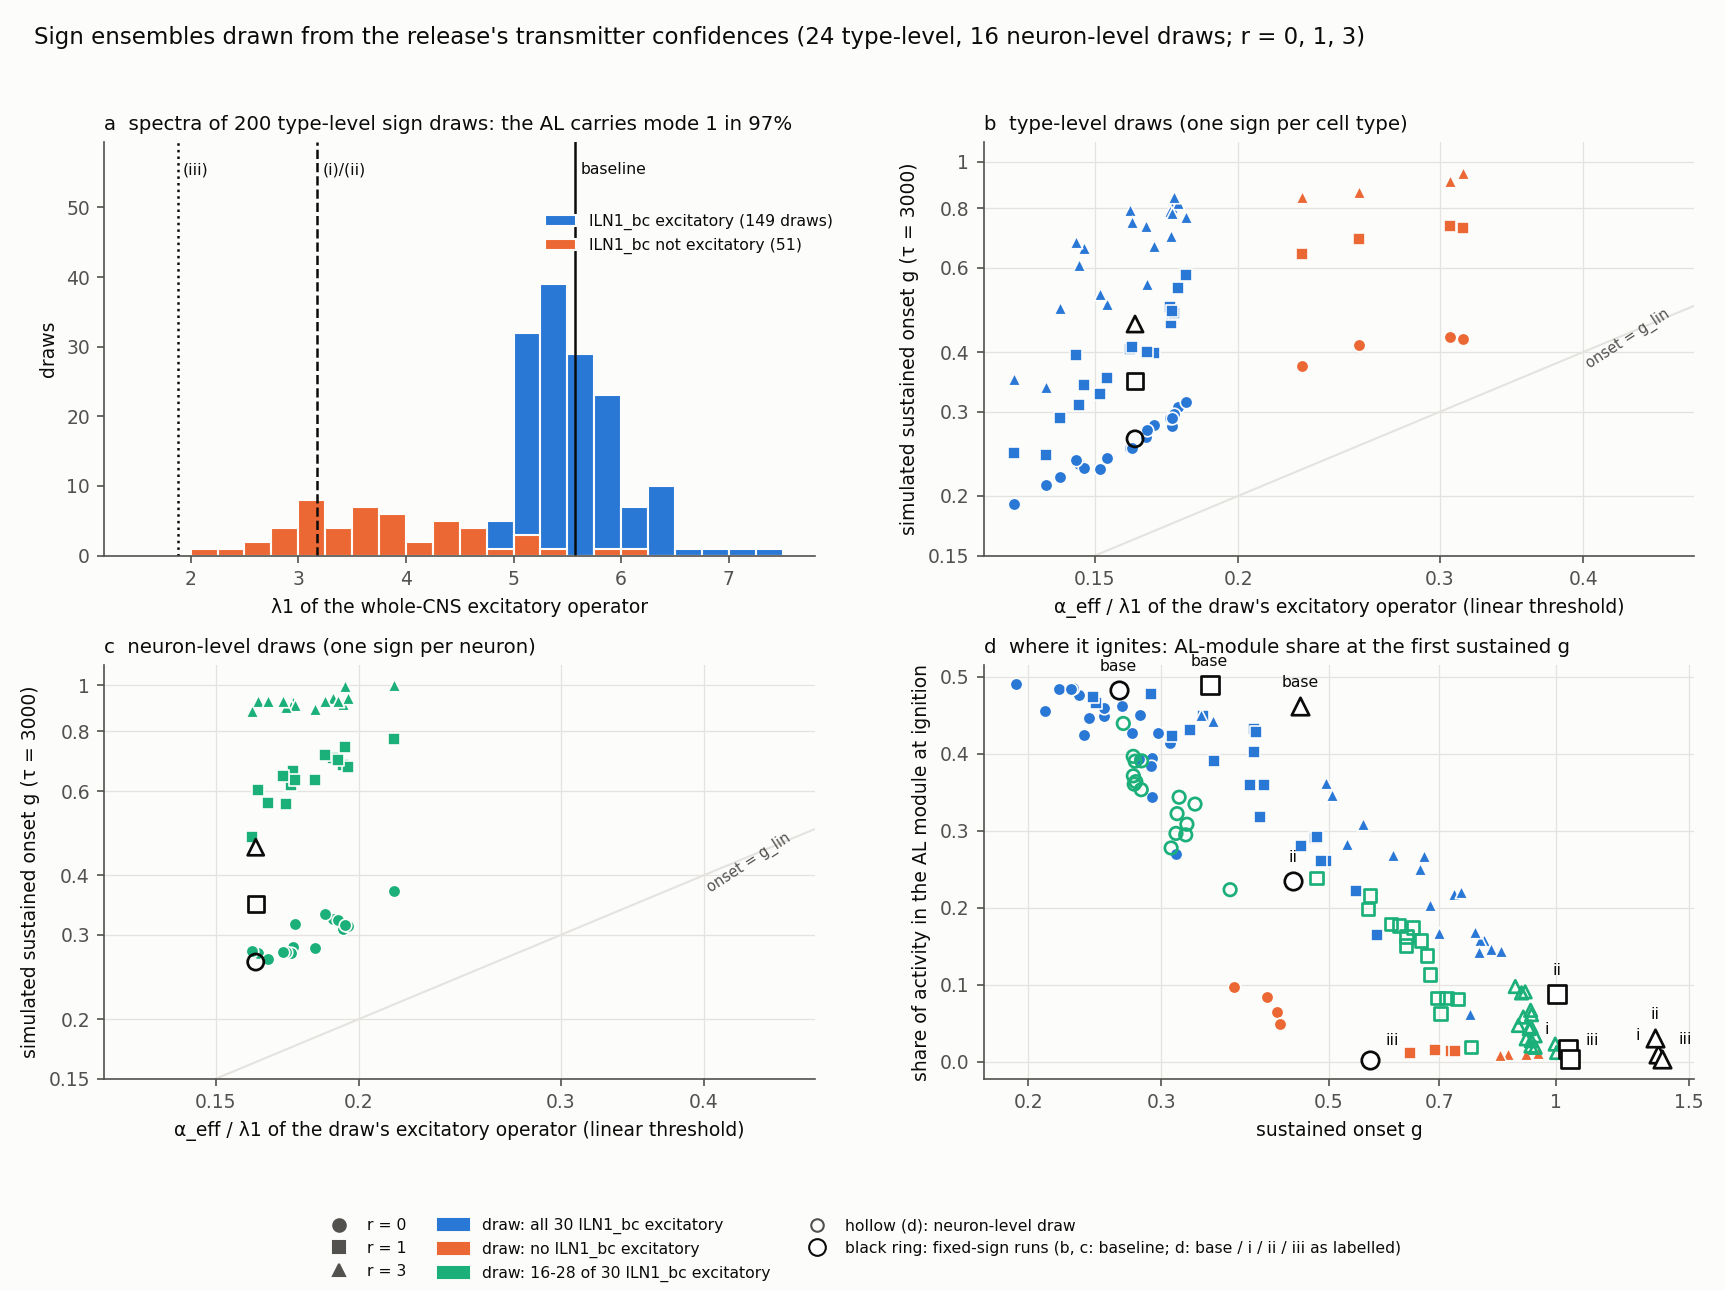 Sign ensembles drawn from the release's transmitter confidences (24 type-level, 16 neuron-level draws; r = 0, 1, 3)
a spectra of 200 type-level sign draws: the AL carries mode 1 in 97%
(iii)
(i)/(ii)
baseline
ILN1_bc excitatory (149 draws)
ILN1_bc not excitatory (51)
draws
50
40
30
20
10
0
2
3
4
5
6
7
λ1 of the whole-CNS excitatory operator
b type-level draws (one sign per cell type)
simulated sustained onset g (τ = 3000)
1
0.8
0.6
0.4
0.3
0.2
0.15
onset = g_lin
0.15
0.2
0.3
0.4
α_eff / λ1 of the draw's excitatory operator (linear threshold)
c neuron-level draws (one sign per neuron)
simulated sustained onset g (τ = 3000)
1
0.8
0.6
0.4
0.3
0.2
0.15
onset = g_lin
0.15
0.2
0.3
0.4
α_eff / λ1 of the draw's excitatory operator (linear threshold)
d where it ignites: AL-module share at the first sustained g
share of activity in the AL module at ignition
0.5
0.4
0.3
0.2
0.1
0.0
base
base
base
ii
iii
ii
i
iii
ii
i
iii
0.2
0.3
0.5
0.7
1
1.5
sustained onset g
r = 0
r = 1
r = 3
draw: all 30 ILN1_bc excitatory
draw: no ILN1_bc excitatory
draw: 16-28 of 30 ILN1_bc excitatory
hollow (d): neuron-level draw
black ring: fixed-sign runs (b, c: baseline; d: base / i / ii / iii as labelled)